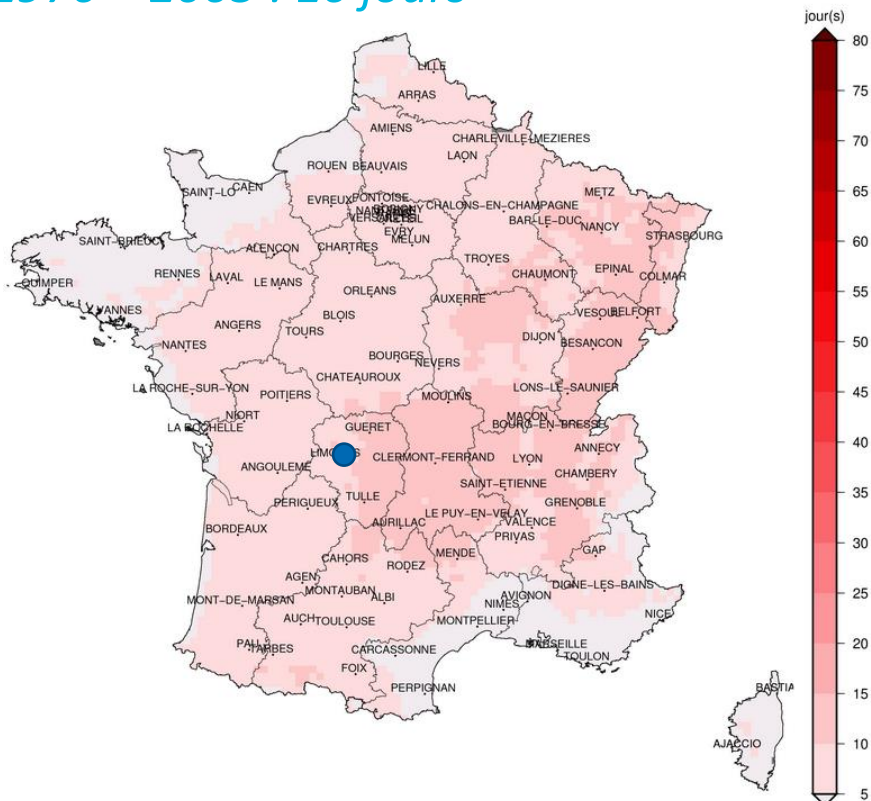 jours
jour(s)
80
75
70
65
60
55
50
45
40
35
30
25
20
15
10
5
LILLE
ARRAS
AMIENS
CHARLEVILLE-MEZIERES
LAON
ROUEN
BEAUVAIS
METZ
SAINT-LO
CAEN
EVREUX
PONTOISE
CHALONS-EN-CHAMPAGNE
BAR-LE-DUC
NANCY
STRASBOURG
EVRY
MELUN
SAINT-BRIEUC
ALENCON
CHARTRES
TROYES
CHAUMONT
EPINAL
COLMAR
QUIMPER
RENNES
LAVAL
LE MANS
ORLEANS
AUXERRE
VANNES
BLOIS
VESOUL
BELFORT
ANGERS
TOURS
DIJON
BESANCON
NANTES
BOURGES
NEVERS
CHATEAUROUX
LA ROCHE-SUR-YON
POITIERS
MOULINS
LONS-LE-SAUNIER
NIORT
MACON
LA ROCHELLE
GUERET
BOURG-EN-BRESSE
ANNECY
CLERMONT-FERRAND
LYON
ANGOULEME
CHAMBERY
SAINT-ETIENNE
TULLE
PERIGUEUX
GRENOBLE
LE PUY-EN-VELAY
AURILLAC
VALENCE
BORDEAUX
PRIVAS
MENDE
GAP
CAHORS
RODEZ
AGEN
DIGNE-LES-BAINS
MONTAUBAN
MONT-DE-MARSAN
ALBI
AVIGNON
NIMES
AUCH
TOULOUSE
MONTPELLIER
NICE
PAU
TARBES
CARCASSONNE
MARSEILLE
TOULON
FOIX
PERPIGNAN
BASTIA
AJACCIO